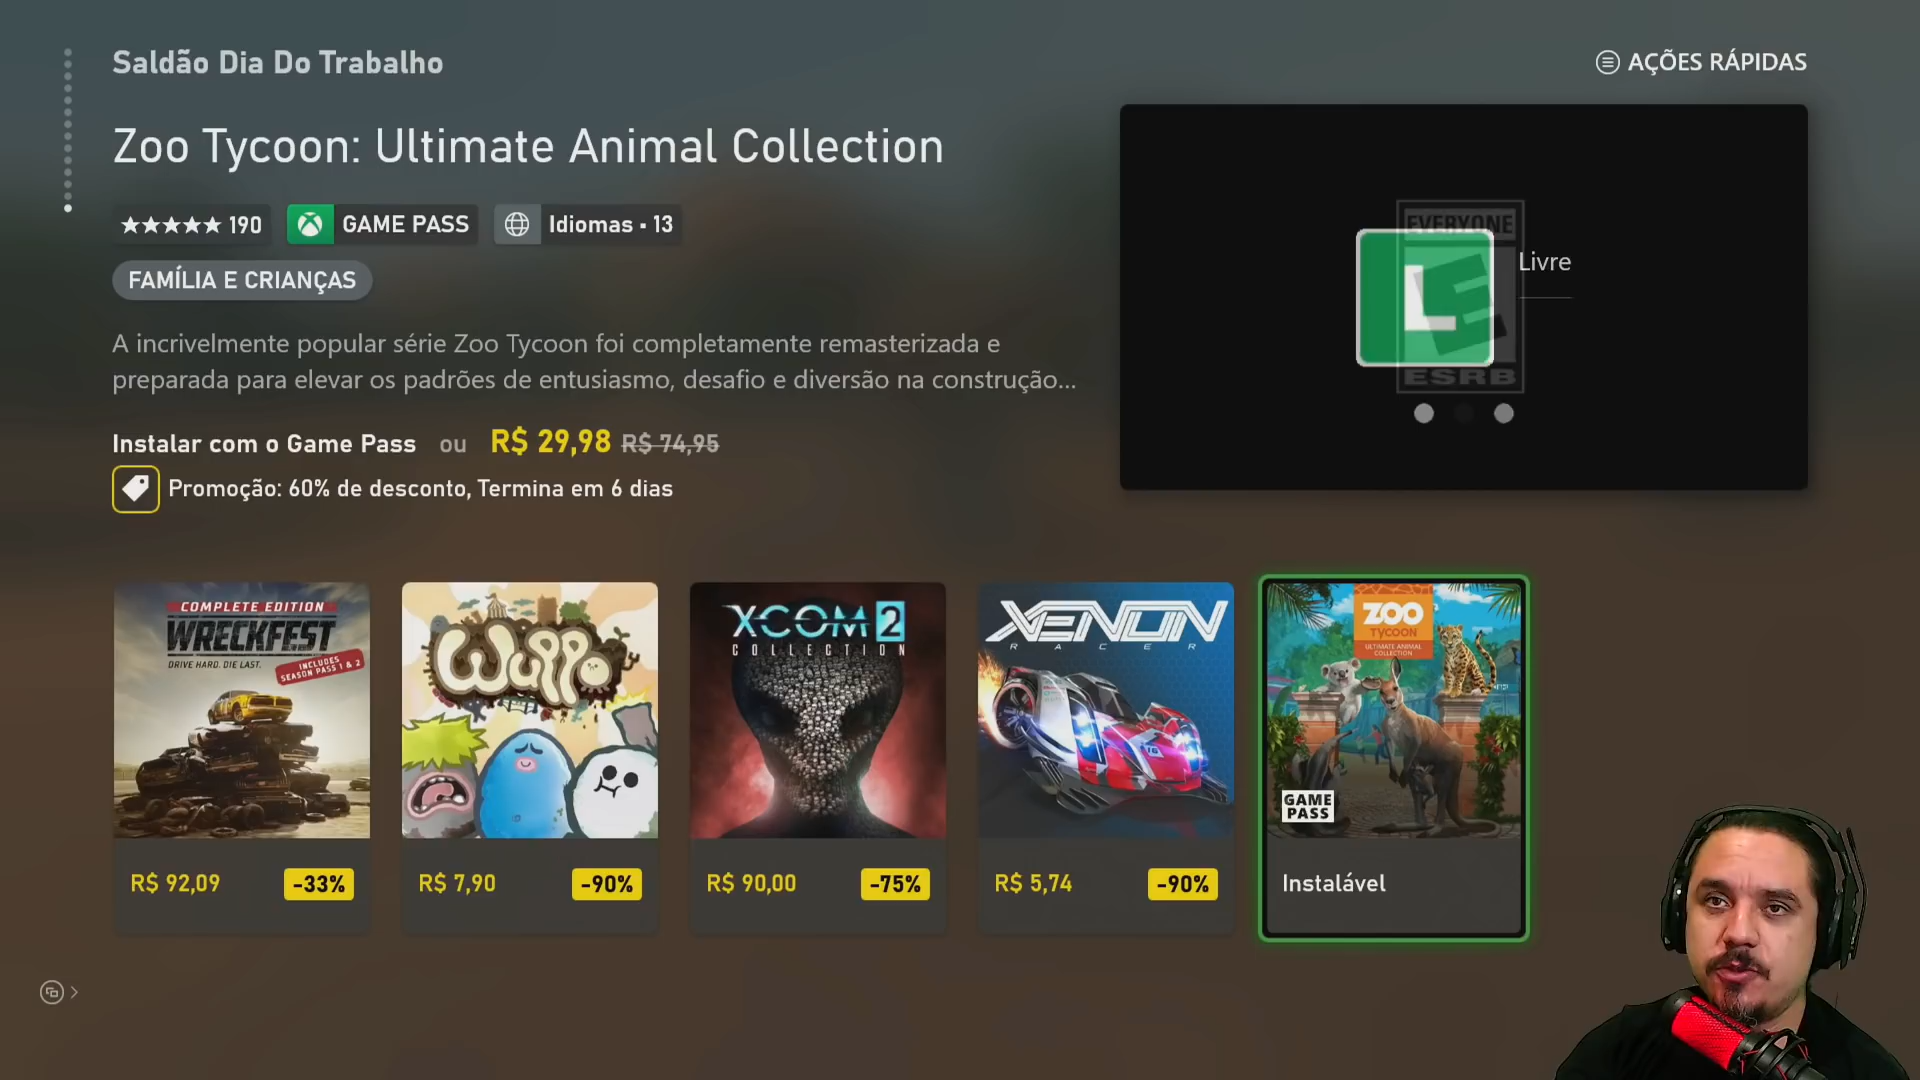 Saldão Dia Do Trabalho
AÇÕES RÁPIDAS
Zoo Tycoon: Ultimate Animal Collection
★★★★★ 190
GAME PASS
Idiomas • 13
FAMÍLIA E CRIANÇAS
A incrivelmente popular série Zoo Tycoon foi completamente remasterizada e
preparada para elevar os padrões de entusiasmo, desafio e diversão na construção...
Instalar com o Game Pass ou R$ 29,98 R$ 74,95
Promoção: 60% de desconto, Termina em 6 dias
EVERYONE
L
E
Livre
ESRB
COMPLETE EDITION
WRECKFEST
DRIVE HARD. DIE LAST.
INCLUDES
SEASON PASS 1 & 2
R$ 92,09
-33%
Wuppo
R$ 7,90
-90%
XCOM 2
COLLECTION
R$ 90,00
-75%
XENON
RACER
16
R$ 5,74
-90%
ZOO
TYCOON
ULTIMATE ANIMAL
COLLECTION
GAME
PASS
Instalável